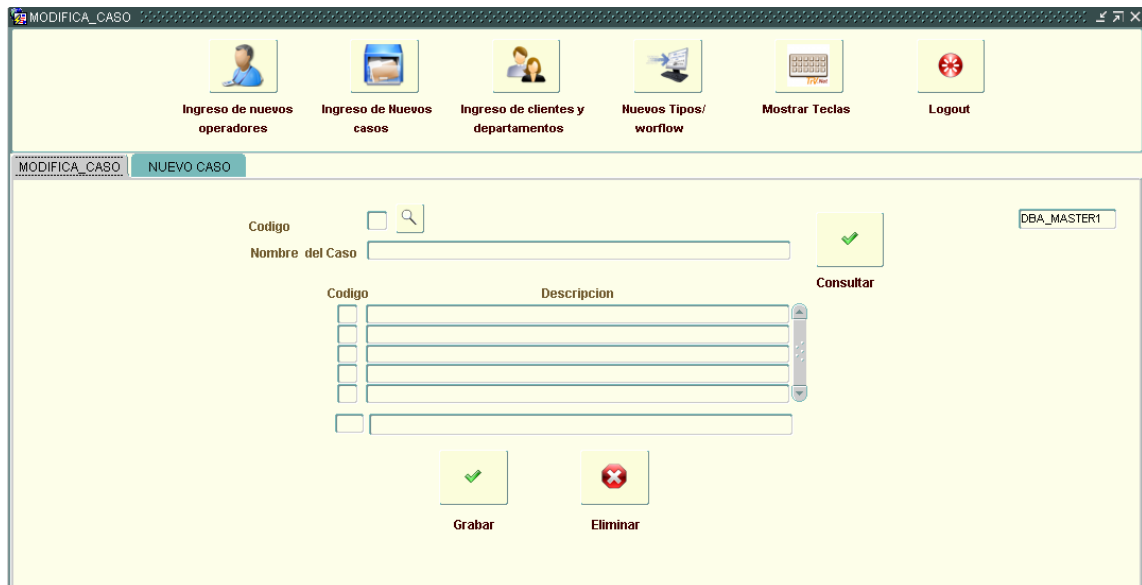 MODIFICA_CASO
Ingreso de nuevos operadores
Ingreso de Nuevos casos
Ingreso de clientes y departamentos
Nuevos Tipos/ worflow
Mostrar Teclas
Logout
MODIFICA_CASO
NUEVO CASO
Codigo
DBA_MASTER1
Nombre del Caso
Consultar
Codigo Descripcion
Grabar
Eliminar